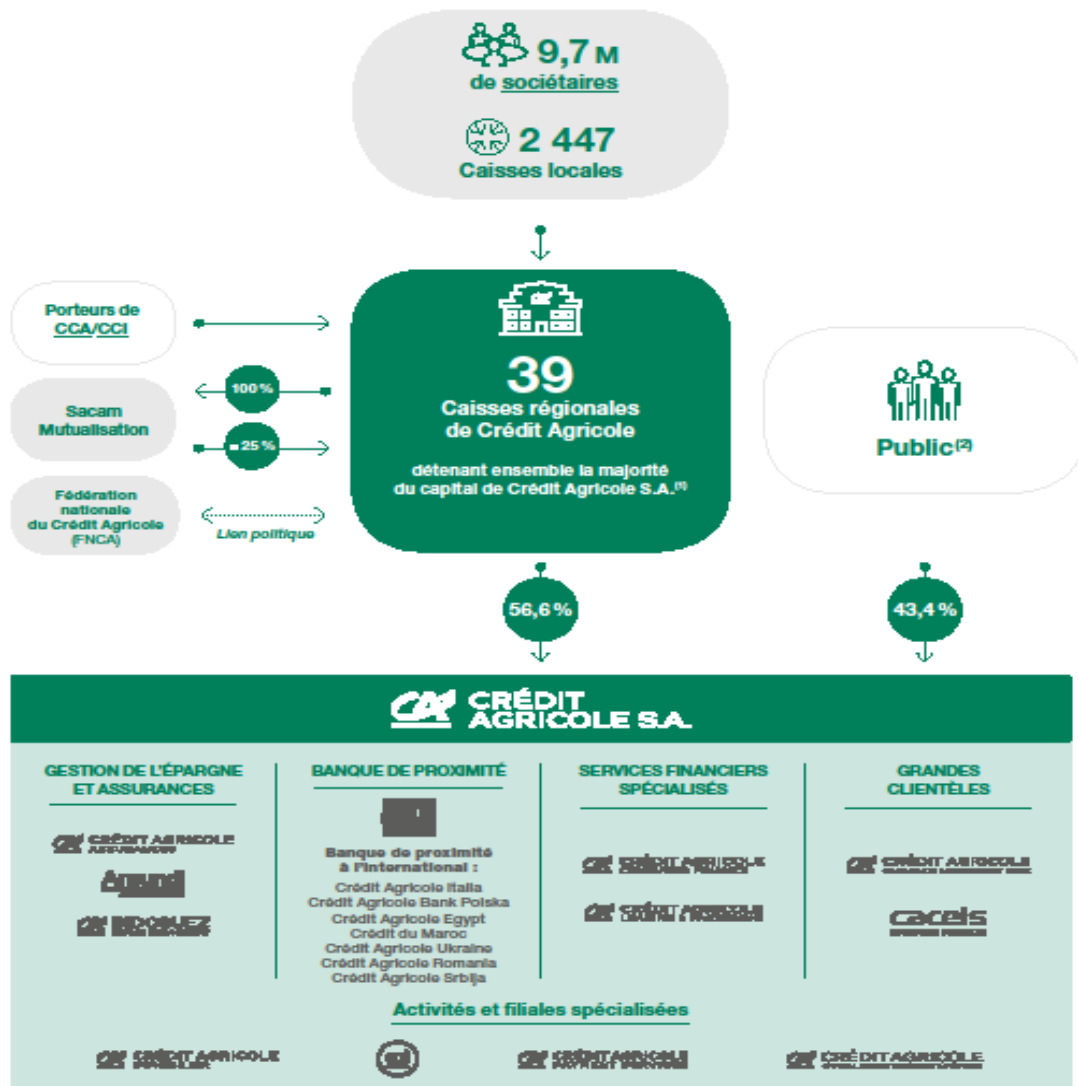 9,7 M
de sociétaires
2 447
Caisses locales
Porteurs de
CCA/CCI
100 %
Sacam
Mutualisation
25 %
Fédération
nationale
du Crédit Agricole
(FNCA)
Lien politique
39
Caisses régionales
de Crédit Agricole
détenant ensemble la majorité
du capital de Crédit Agricole S.A.(1)
Public(2)
56,6 %
43,4 %
CRÉDIT
AGRICOLE S.A.
GESTION DE L'ÉPARGNE
ET ASSURANCES
CRÉDIT AGRICOLE
ASSURANCES
Amundi
INDOSUEZ
BANQUE DE PROXIMITÉ
Banque de proximité
à l'international :
Crédit Agricole Italia
Crédit Agricole Bank Polska
Crédit Agricole Egypt
Crédit du Maroc
Crédit Agricole Ukraine
Crédit Agricole Romania
Crédit Agricole Srbija
SERVICES FINANCIERS
SPÉCIALISÉS
CRÉDIT AGRICOLE
CRÉDIT AGRICOLE
GRANDES
CLIENTÈLES
CRÉDIT AGRICOLE
caceis
Activités et filiales spécialisées
CRÉDIT AGRICOLE
CRÉDIT AGRICOLE
CRÉDIT AGRICOLE